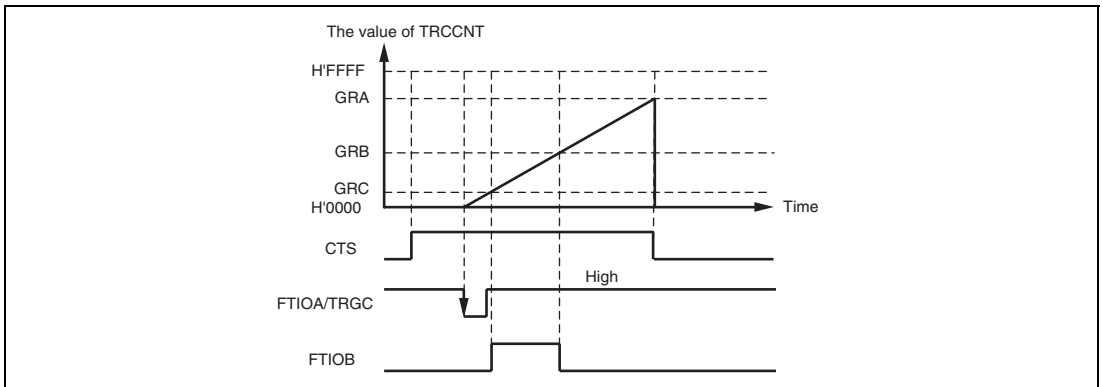 The value of TRCCNT
H'FFFF
GRA
GRB
GRC
H'0000
Time
CTS
High
FTIOA/TRGC
FTIOB